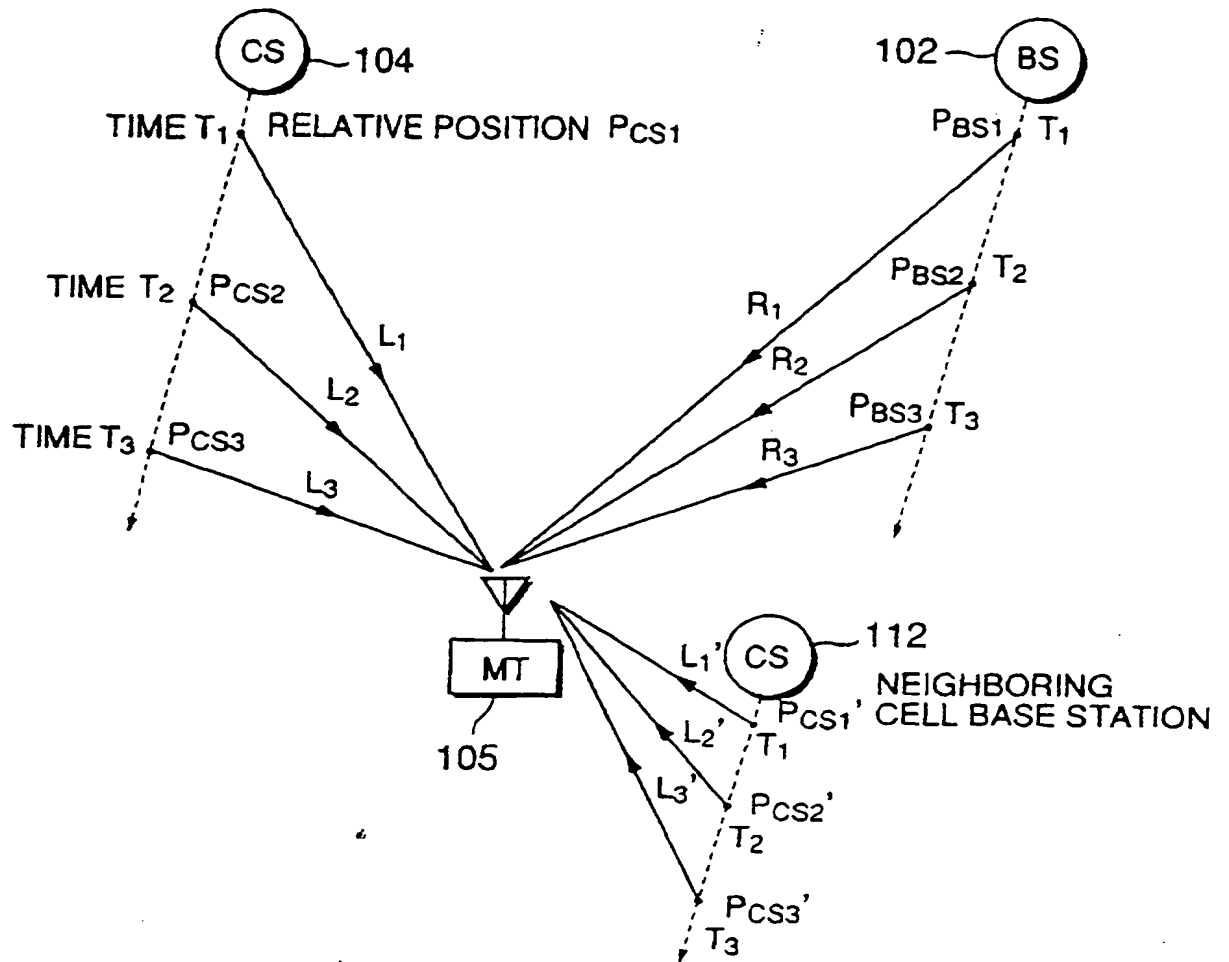 CS 104
102 BS
TIME T1 RELATIVE POSITION PCS1
PBS1 T1
TIME T2 PCS2
PBS2 T2
L1
R1
L2
R2
TIME T3 PCS3
PBS3 T3
L3
R3
MT
105
CS 112
NEIGHBORING
CELL BASE STATION
L1'
PCS1'
T1
L2'
L3'
PCS2'
T2
PCS3'
T3